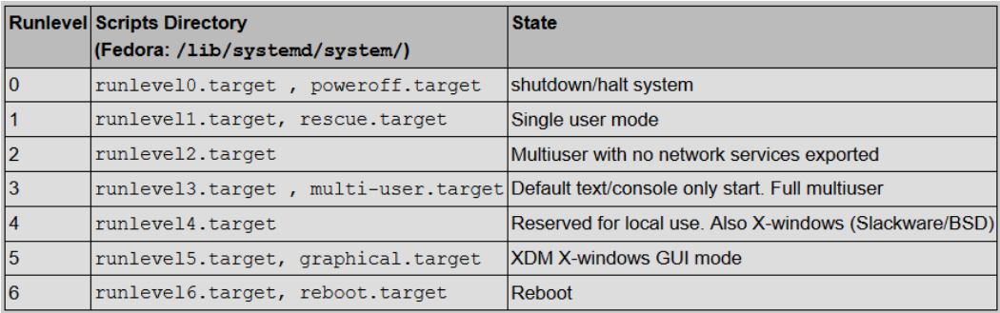 Runlevel Scripts Directory State
(Fedora: /lib/systemd/system/)
0 runlevel0.target , poweroff.target shutdown/halt system
1 runlevel1.target, rescue.target Single user mode
2 runlevel2.target Multiuser with no network services exported
3 runlevel3.target , multi-user.target Default text/console only start. Full multiuser
4 runlevel4.target Reserved for local use. Also X-windows (Slackware/BSD)
5 runlevel5.target, graphical.target XDM X-windows GUI mode
6 runlevel6.target, reboot.target Reboot